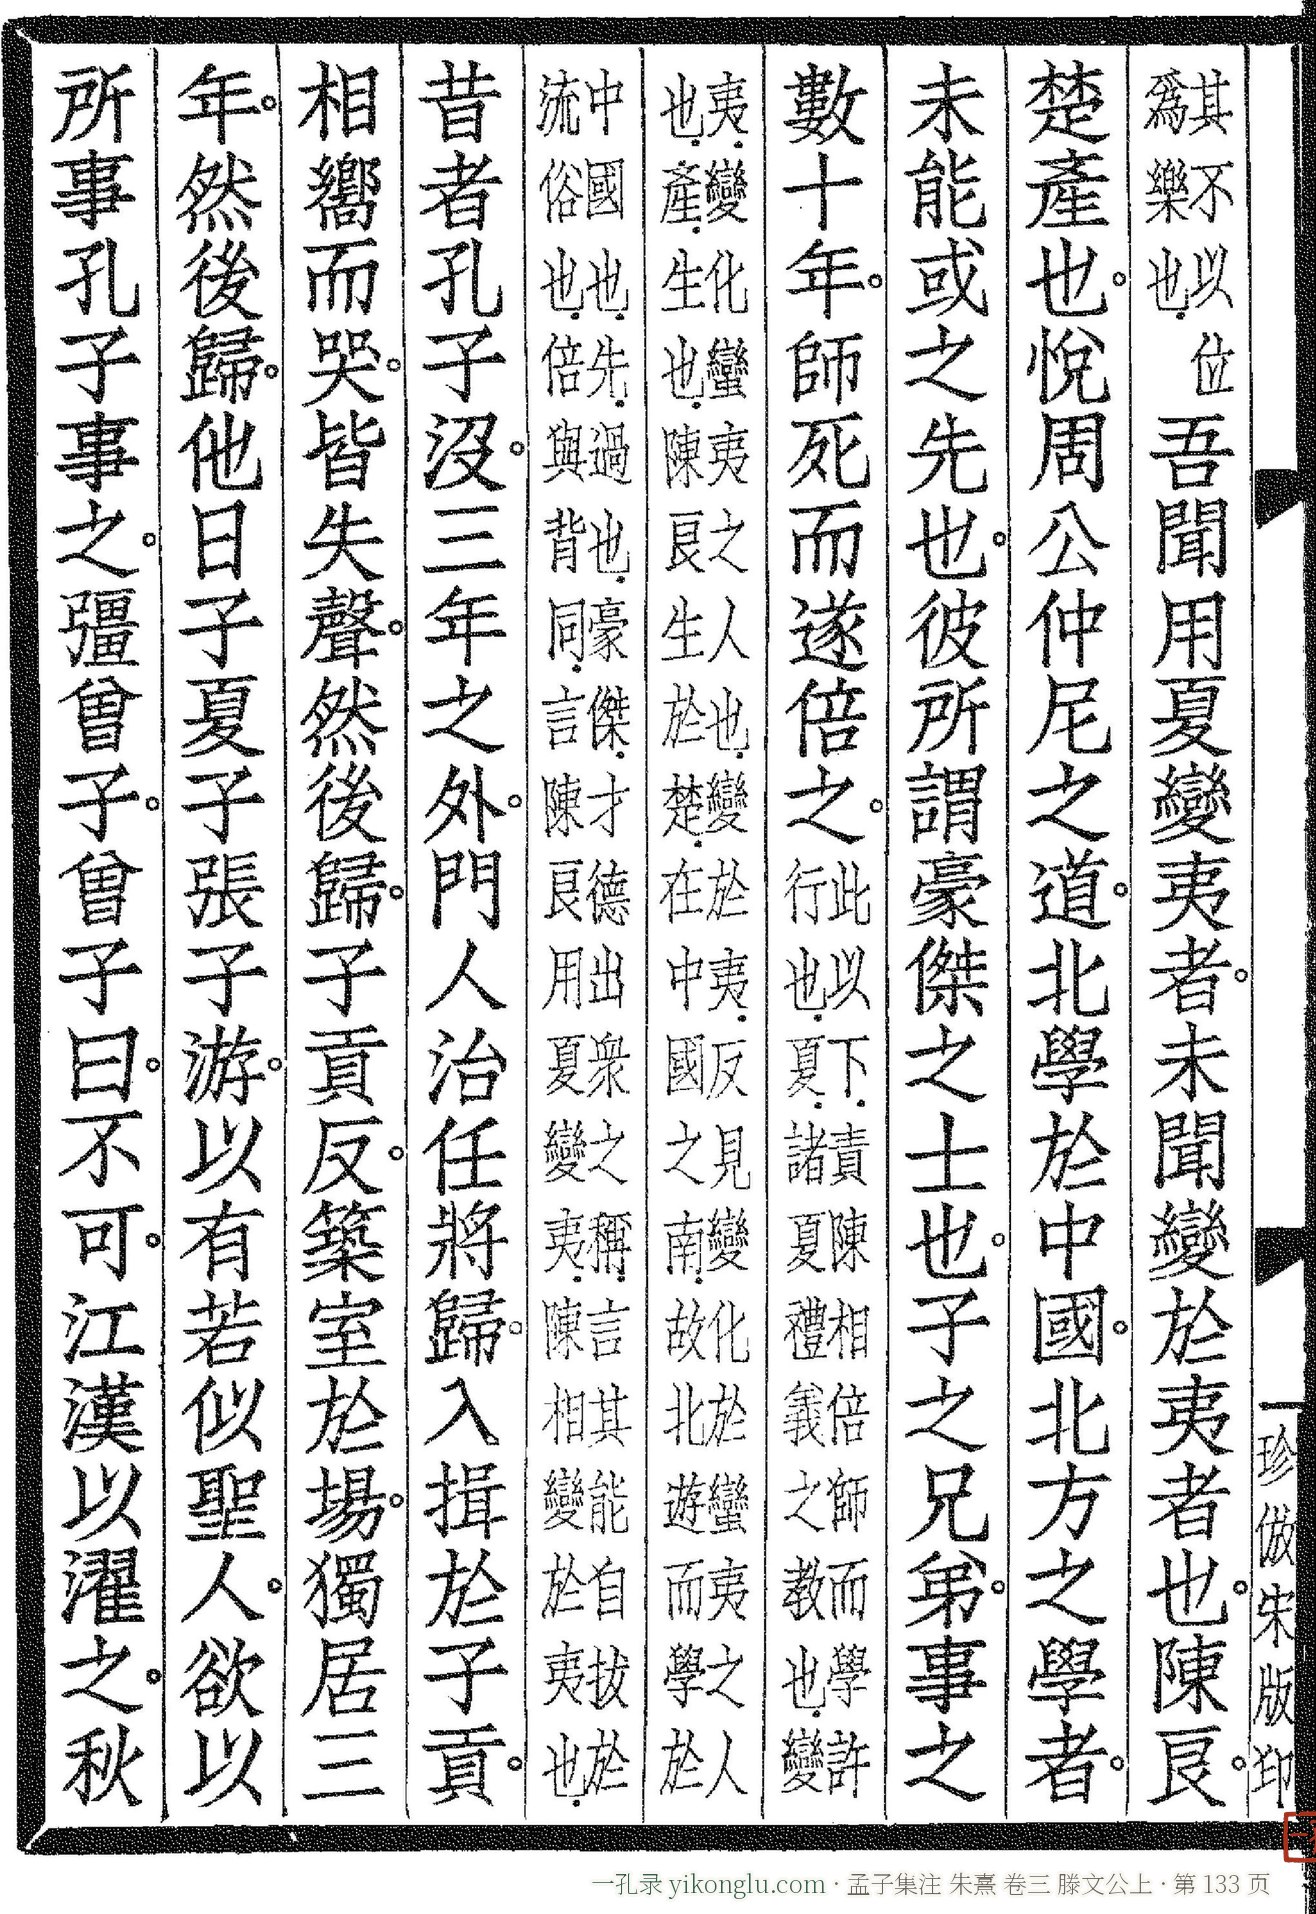 珍倣宋版印
其不以位
爲樂也.
吾聞用夏變夷者。未聞變於夷者也。陳良。
楚產也。悅周公仲尼之道。北學於中國。北方之學者。
未能或之先也。彼所謂豪傑之士也。子之兄弟。事之
數十年。師死而遂倍之。
此以下.責陳相倍師而學許
行也.夏.諸夏禮義之教也.變
夷.變化蠻夷之人也.變於夷.反見變化於蠻夷之人
也.產.生也.陳良生於楚.在中國之南.故北遊而學於
中國也.先.過也.豪傑.才德出衆之稱.言其能自拔於
流俗也.倍與背同.言陳良用夏變夷.陳相變於夷也.
昔者孔子沒。三年之外。門人治任將歸。入揖於子貢。
相嚮而哭。皆失聲。然後歸。子貢反。築室於場。獨居三
年。然後歸。他日子夏子張子游。以有若似聖人。欲以
所事孔子事之。彊曾子。曾子曰。不可。江漢以濯之。秋
一孔录 yikonglu.com · 孟子集注 朱熹 卷三 滕文公上 · 第 133 页